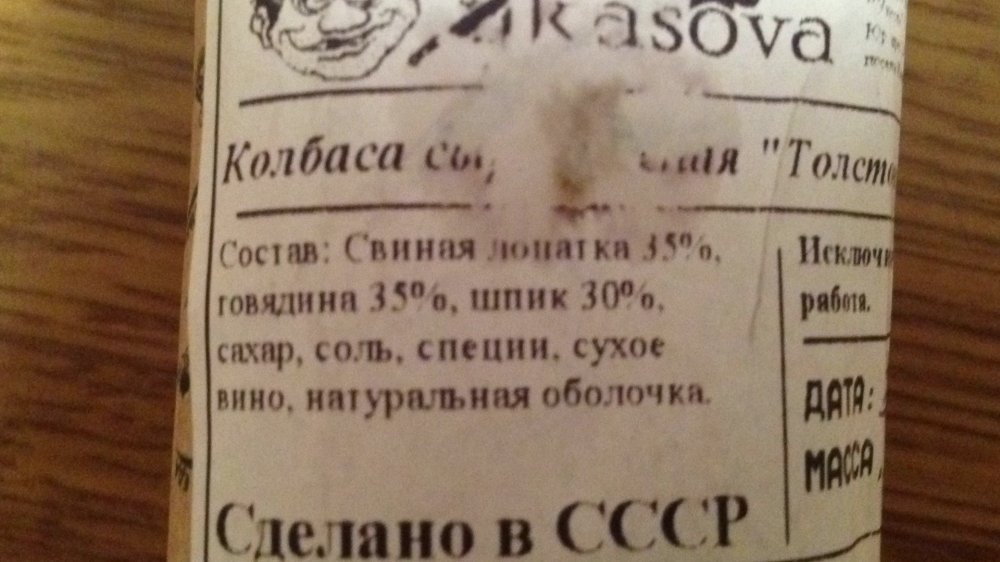 kasova
Колбаса "Толсто
Состав: Свиная лопатка 35%,
говядина 35%, шпик 30%,
сахар, соль, специи, сухое
вино, натуральная оболочка.
Исключи
работа.
ДАТА:
МАССА
Сделано в СССР